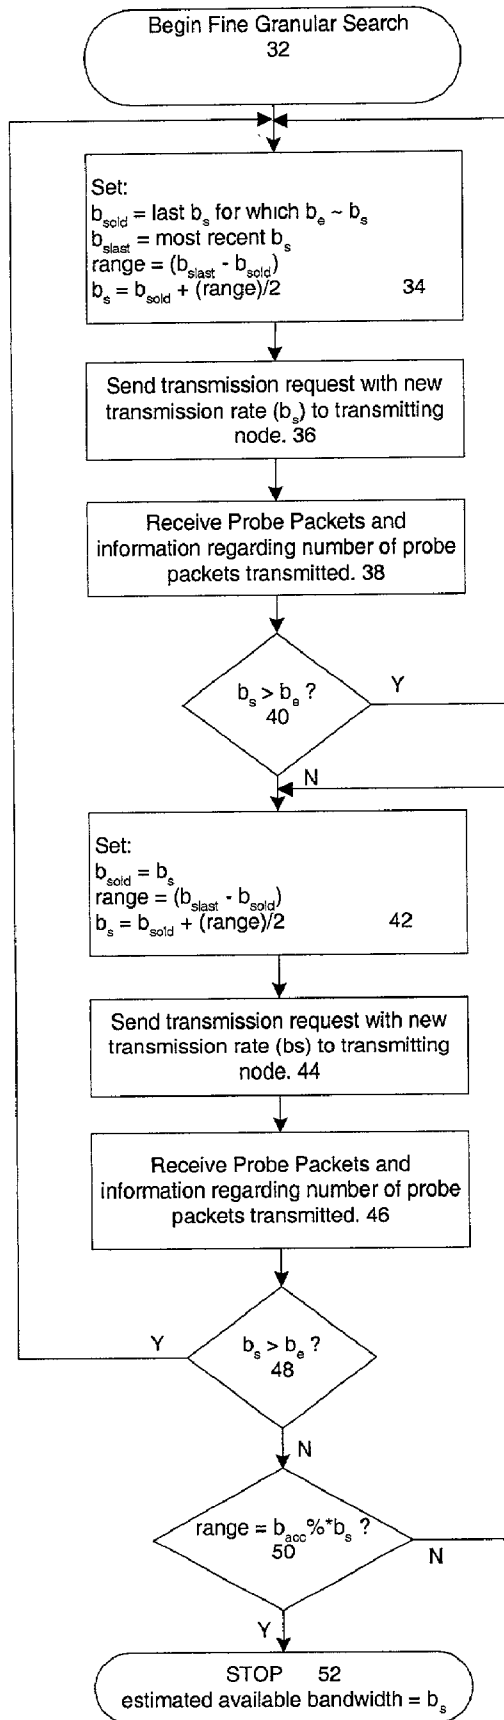 Begin Fine Granular Search
32
Set:
b_sold = last b_s for which b_e ~ b_s
b_slast = most recent b_s
range = (b_slast - b_sold)
b_s = b_sold + (range)/2 34
Send transmission request with new
transmission rate (b_s) to transmitting
node. 36
Receive Probe Packets and
information regarding number of probe
packets transmitted. 38
b_s > b_e ?
40
Y
N
Set:
b_sold = b_s
range = (b_slast - b_sold)
b_s = b_sold + (range)/2 42
Send transmission request with new
transmission rate (bs) to transmitting
node. 44
Receive Probe Packets and
information regarding number of probe
packets transmitted. 46
Y
b_s > b_e ?
48
N
range = b_acc%*b_s ?
50
N
Y
STOP 52
estimated available bandwidth = b_s